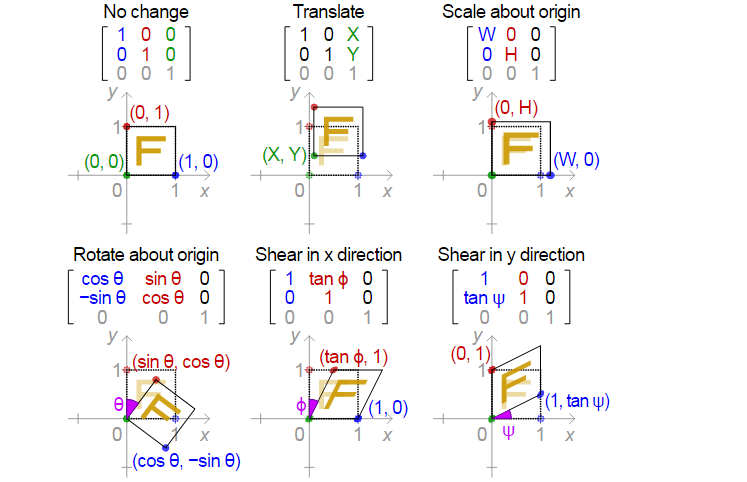 No change
1 0 0
0 1 0
0 0 1
y
1
(0, 1)
F
(0, 0)
(1, 0)
0
1
x
Translate
1 0 X
0 1 Y
0 0 1
y
1
F
(X, Y)
0
1
x
Scale about origin
W 0 0
0 H 0
0 0 1
y
(0, H)
1
F
(W, 0)
0
1
x
Rotate about origin
cos θ sin θ 0
−sin θ cos θ 0
0 0 1
y
(sin θ, cos θ)
1
F
θ
0
1
x
(cos θ, −sin θ)
Shear in x direction
1 tan ϕ 0
0 1 0
0 0 1
y
(tan ϕ, 1)
1
F
ϕ
(1, 0)
0
1
x
Shear in y direction
1 0 0
tan ψ 1 0
0 0 1
y
(0, 1)
1
F
(1, tan ψ)
0
ψ
1
x